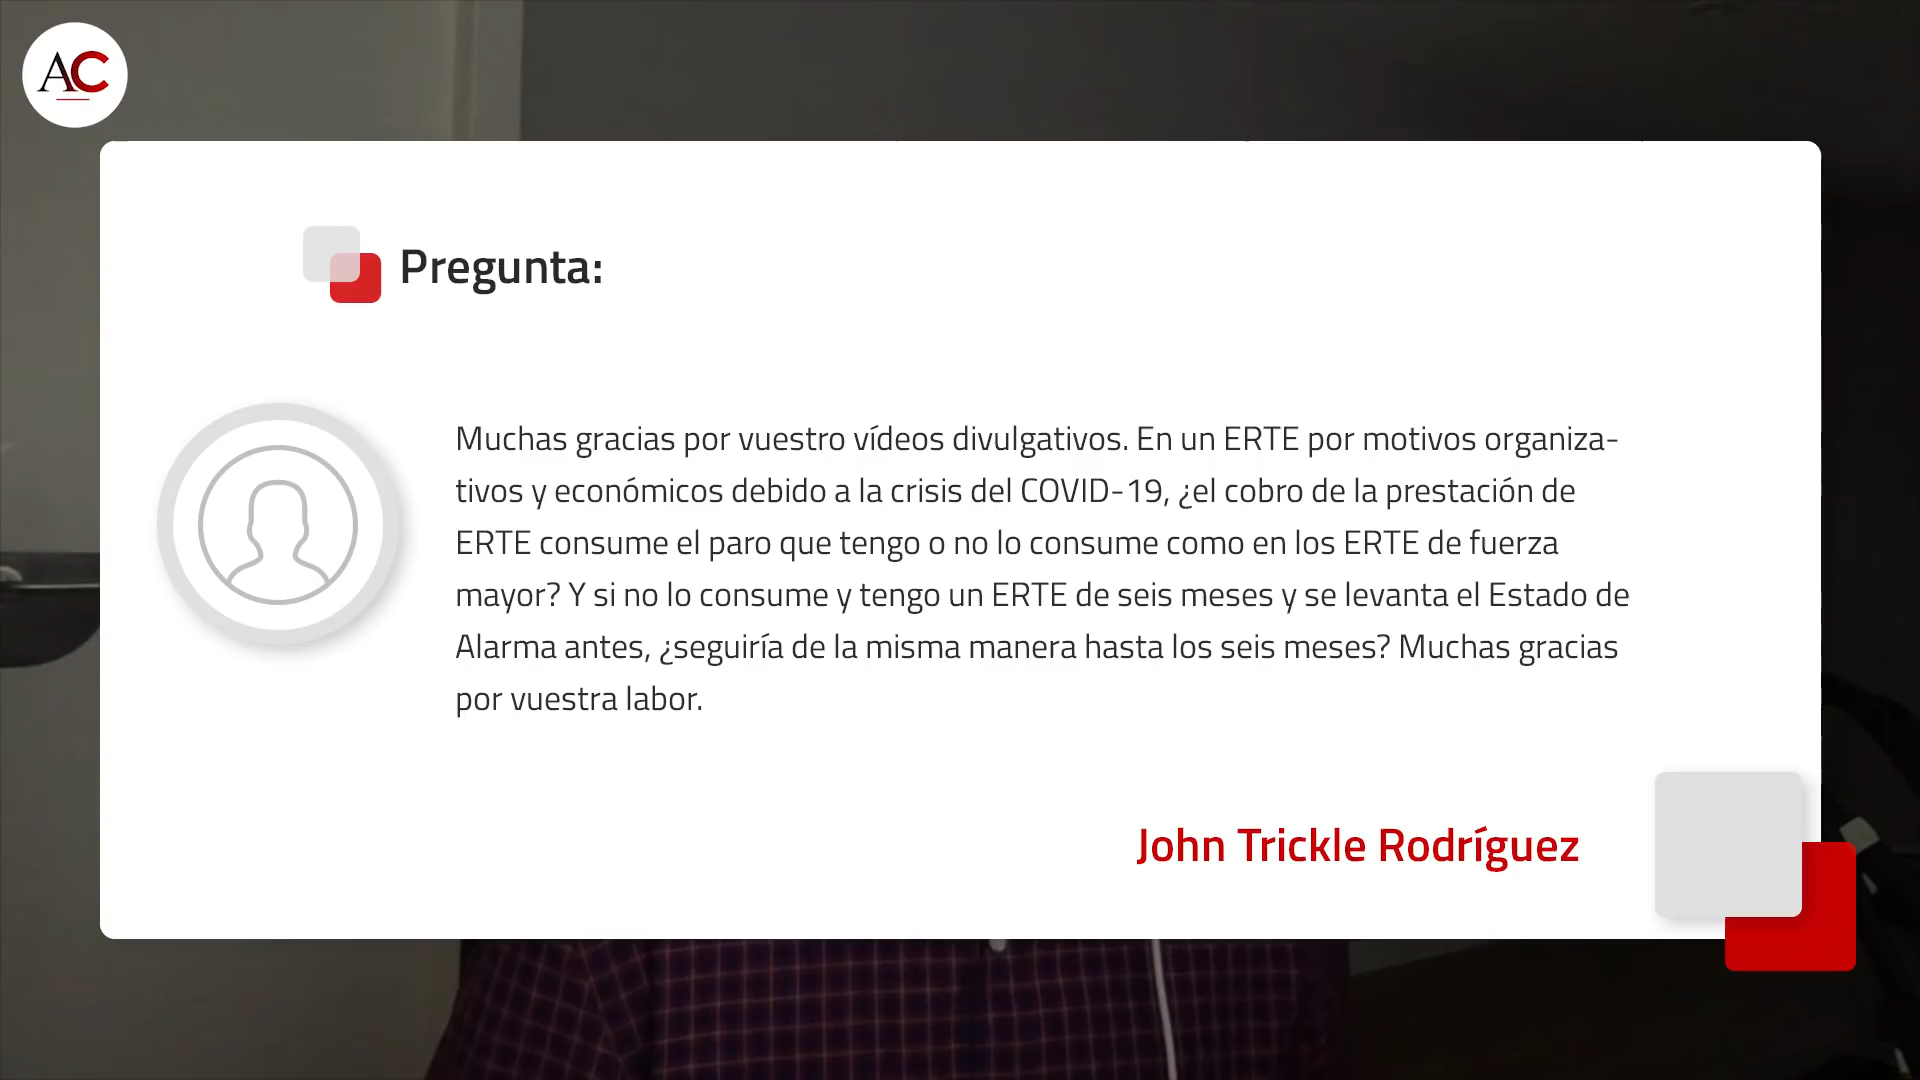 AC
Pregunta:
Muchas gracias por vuestro vídeos divulgativos. En un ERTE por motivos organiza-
tivos y económicos debido a la crisis del COVID-19, ¿el cobro de la prestación de
ERTE consume el paro que tengo o no lo consume como en los ERTE de fuerza
mayor? Y si no lo consume y tengo un ERTE de seis meses y se levanta el Estado de
Alarma antes, ¿seguiría de la misma manera hasta los seis meses? Muchas gracias
por vuestra labor.
John Trickle Rodríguez